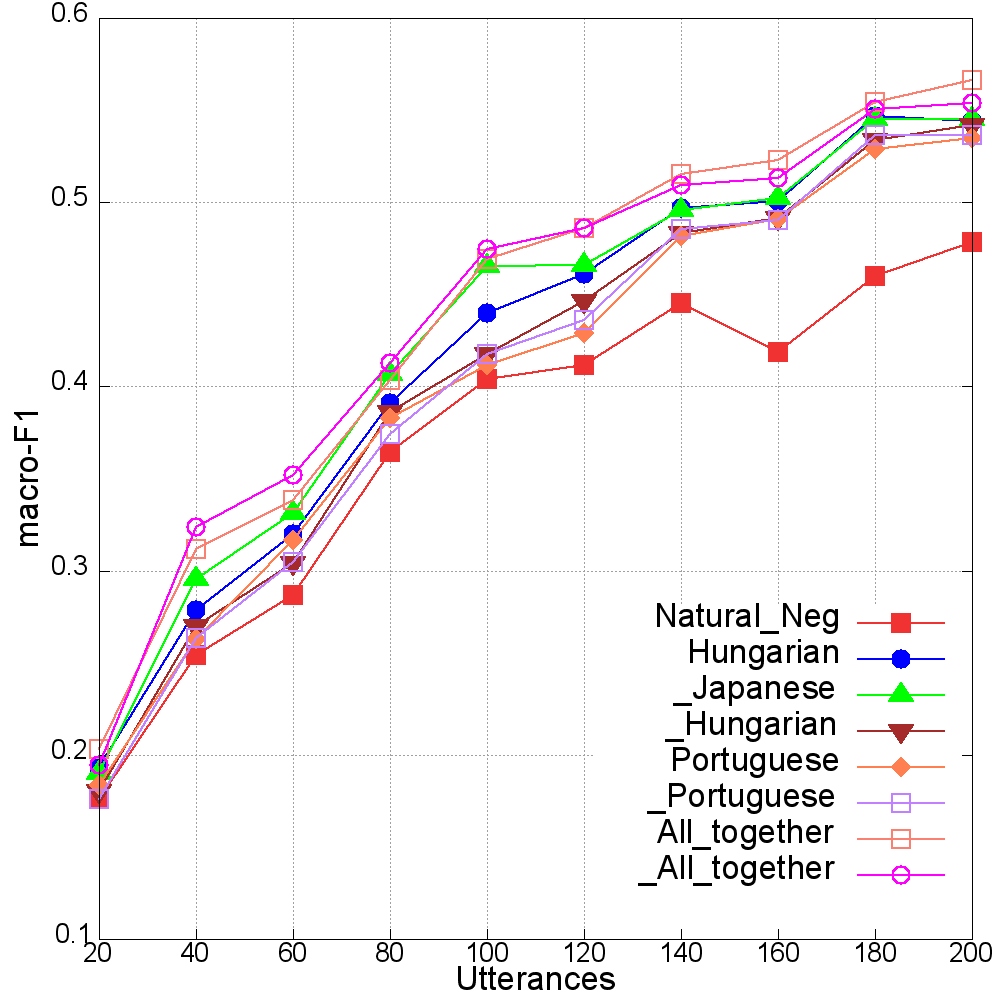 0.6
0.5
0.4
0.3
0.2
0.1
macro-F1
Natural_Neg
Hungarian
_Japanese
_Hungarian
Portuguese
_Portuguese
All_together
_All_together
20 40 60 80 100 120 140 160 180 200
Utterances